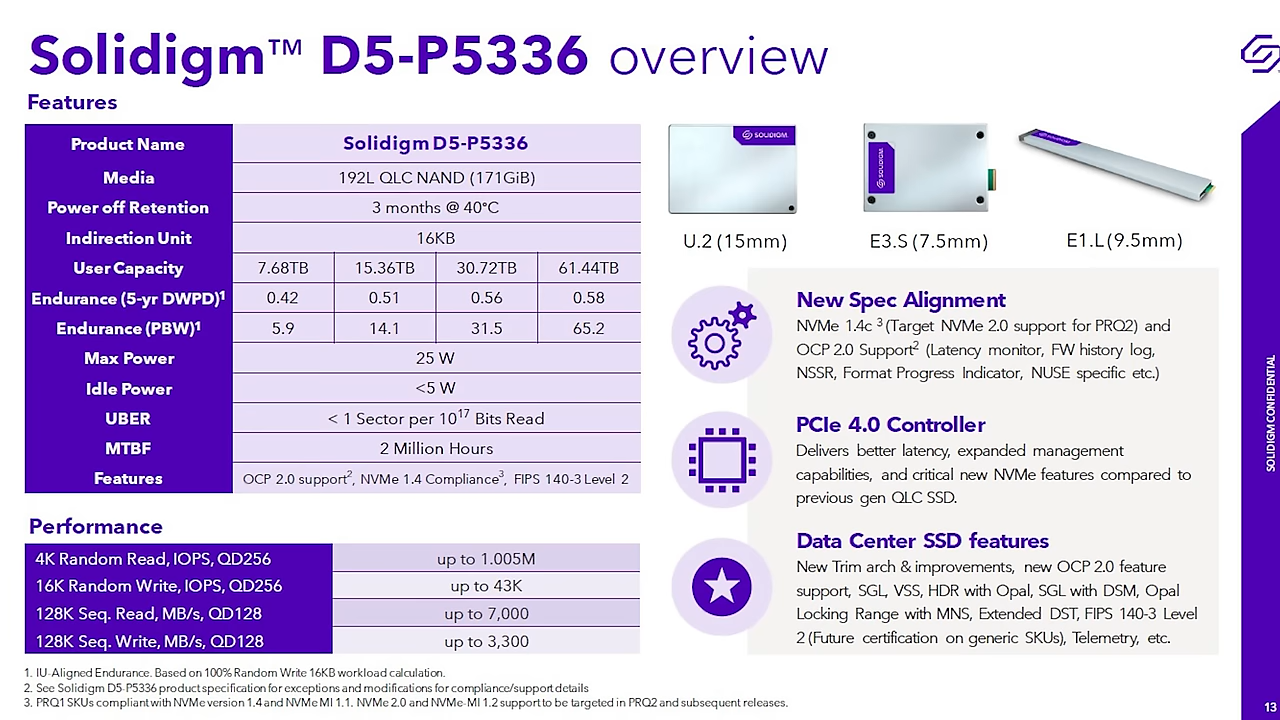 Solidigm™ D5-P5336 overview
Features
Product Name Solidigm D5-P5336
Media 192L QLC NAND (171GiB)
Power off Retention 3 months @ 40°C
Indirection Unit 16KB
User Capacity 7.68TB 15.36TB 30.72TB 61.44TB
Endurance (5-yr DWPD)¹ 0.42 0.51 0.56 0.58
Endurance (PBW)¹ 5.9 14.1 31.5 65.2
Max Power 25 W
Idle Power <5 W
UBER < 1 Sector per 10¹⁷ Bits Read
MTBF 2 Million Hours
Features OCP 2.0 support², NVMe 1.4 Compliance³, FIPS 140-3 Level 2
Performance
4K Random Read, IOPS, QD256 up to 1.005M
16K Random Write, IOPS, QD256 up to 43K
128K Seq. Read, MB/s, QD128 up to 7,000
128K Seq. Write, MB/s, QD128 up to 3,300
SOLIDIGM
SOLIDIGM
SOLIDIGM
U.2 (15mm) E3.S (7.5mm) E1.L (9.5mm)
New Spec Alignment
NVMe 1.4c ³ (Target NVMe 2.0 support for PRQ2) and
OCP 2.0 Support² (Latency monitor, FW history log,
NSSR, Format Progress Indicator, NUSE specific etc.)
PCIe 4.0 Controller
Delivers better latency, expanded management
capabilities, and critical new NVMe features compared to
previous gen QLC SSD.
Data Center SSD features
New Trim arch & improvements, new OCP 2.0 feature
support, SGL, VSS, HDR with Opal, SGL with DSM, Opal
Locking Range with MNS, Extended DST, FIPS 140-3 Level
2 (Future certification on generic SKUs), Telemetry, etc.
1. IU-Aligned Endurance. Based on 100% Random Write 16KB workload calculation.
2. See Solidigm D5-P5336 product specification for exceptions and modifications for compliance/support details
3. PRQ1 SKUs compliant with NVMe version 1.4 and NVMe MI 1.1. NVMe 2.0 and NVMe-MI 1.2 support to be targeted in PRQ2 and subsequent releases.
SOLIDIGM CONFIDENTIAL
13